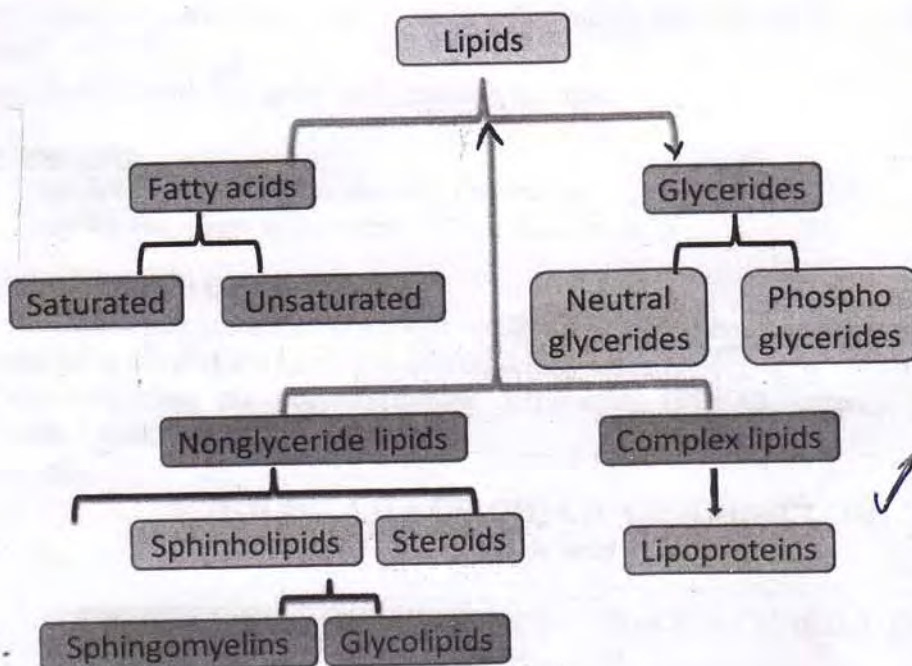 Lipids
Fatty acids
Glycerides
Saturated
Unsaturated
Neutral
glycerides
Phospho
glycerides
Nonglyceride lipids
Complex lipids
Sphinholipids
Steroids
Lipoproteins
Sphingomyelins
Glycolipids